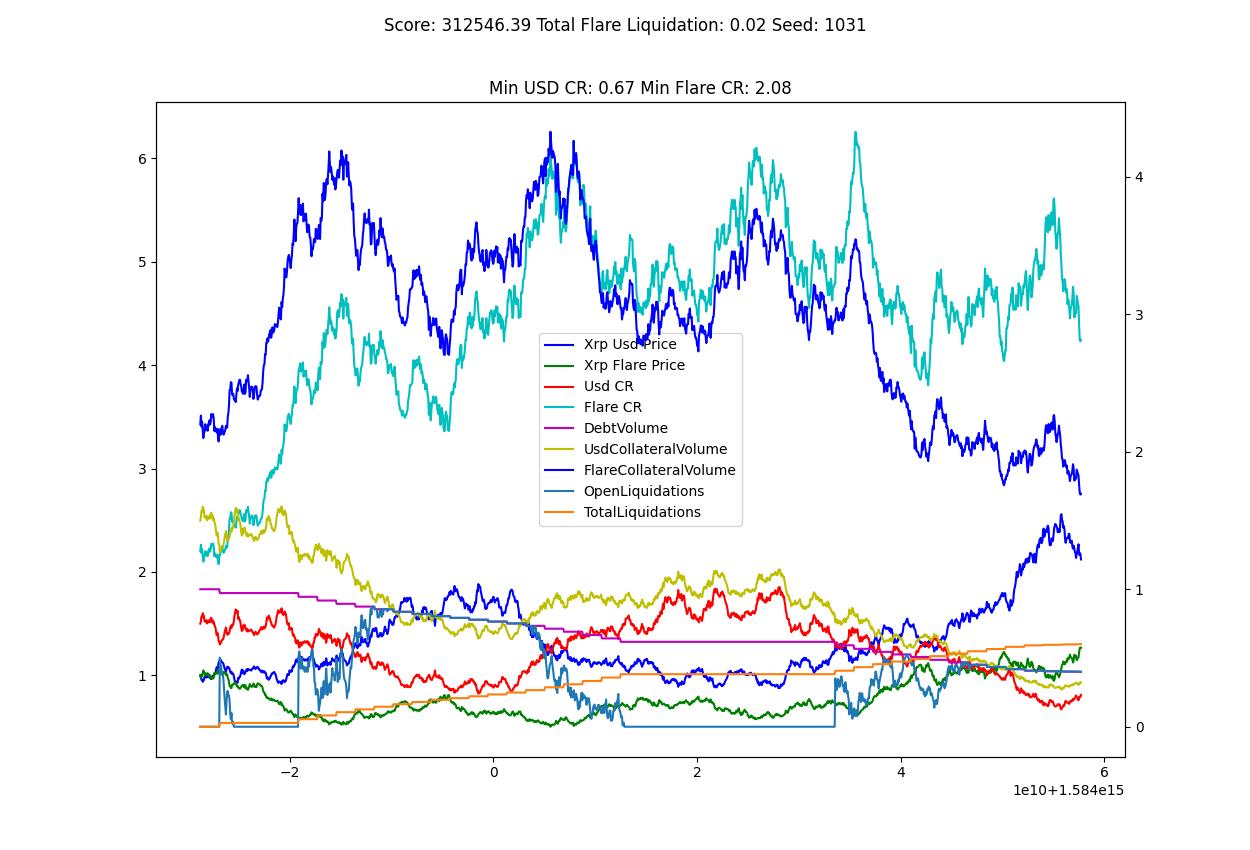 Score: 312546.39 Total Flare Liquidation: 0.02 Seed: 1031
Min USD CR: 0.67 Min Flare CR: 2.08
6
5
4
3
2
1
4
3
2
1
0
Xrp Usd Price
Xrp Flare Price
Usd CR
Flare CR
DebtVolume
UsdCollateralVolume
FlareCollateralVolume
OpenLiquidations
TotalLiquidations
−2 0 2 4 6
1e10+1.584e15